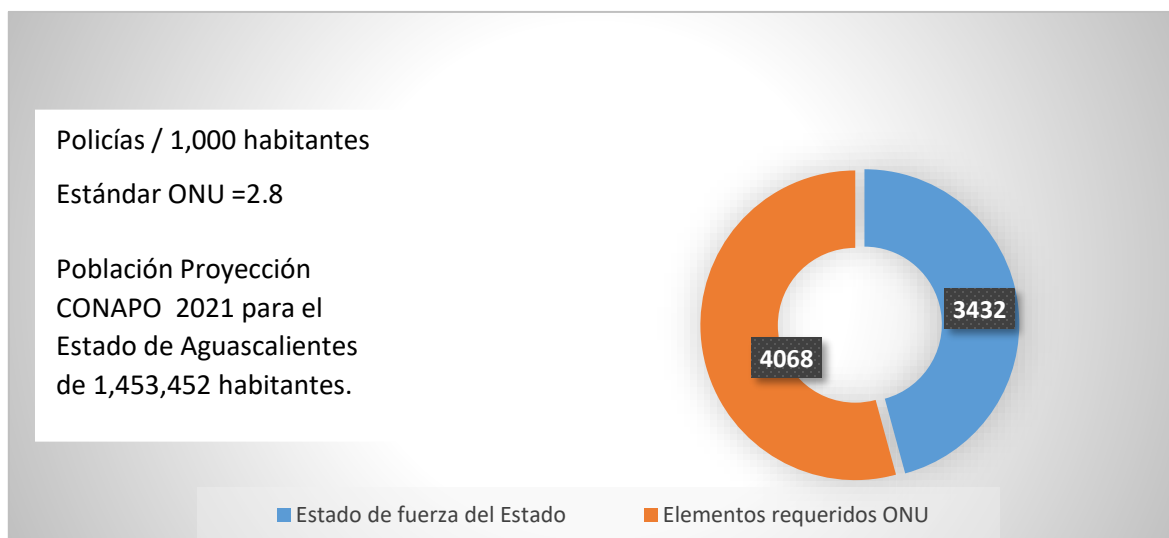 Policías / 1,000 habitantes
Estándar ONU =2.8
Población Proyección
CONAPO  2021 para el
Estado de Aguascalientes
de 1,453,452 habitantes.
3432
4068
Estado de fuerza del Estado
Elementos requeridos ONU